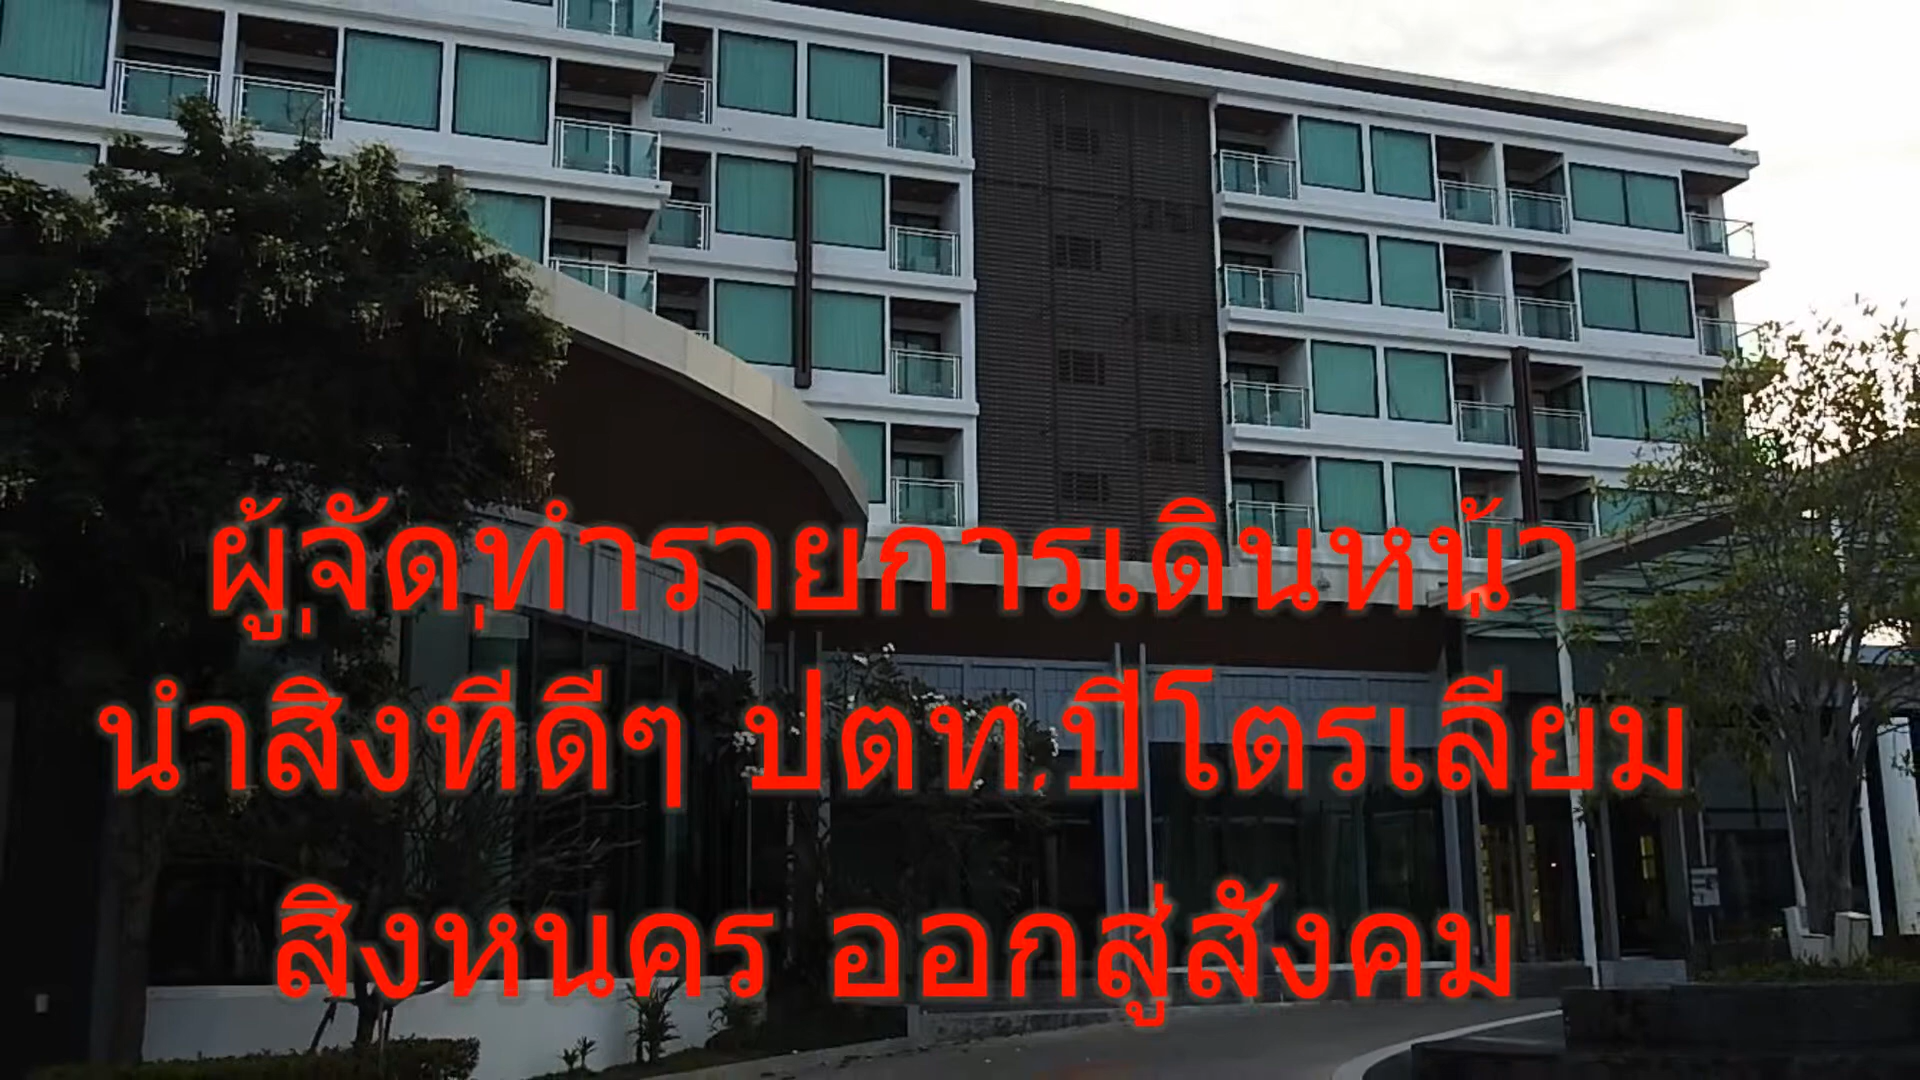 ผู้จัดทำรายการเดินหน้า
นำสิ่งที่ดีๆ ปตท.ปิโตรเลียม
สิงหนคร ออกสู่สังคม